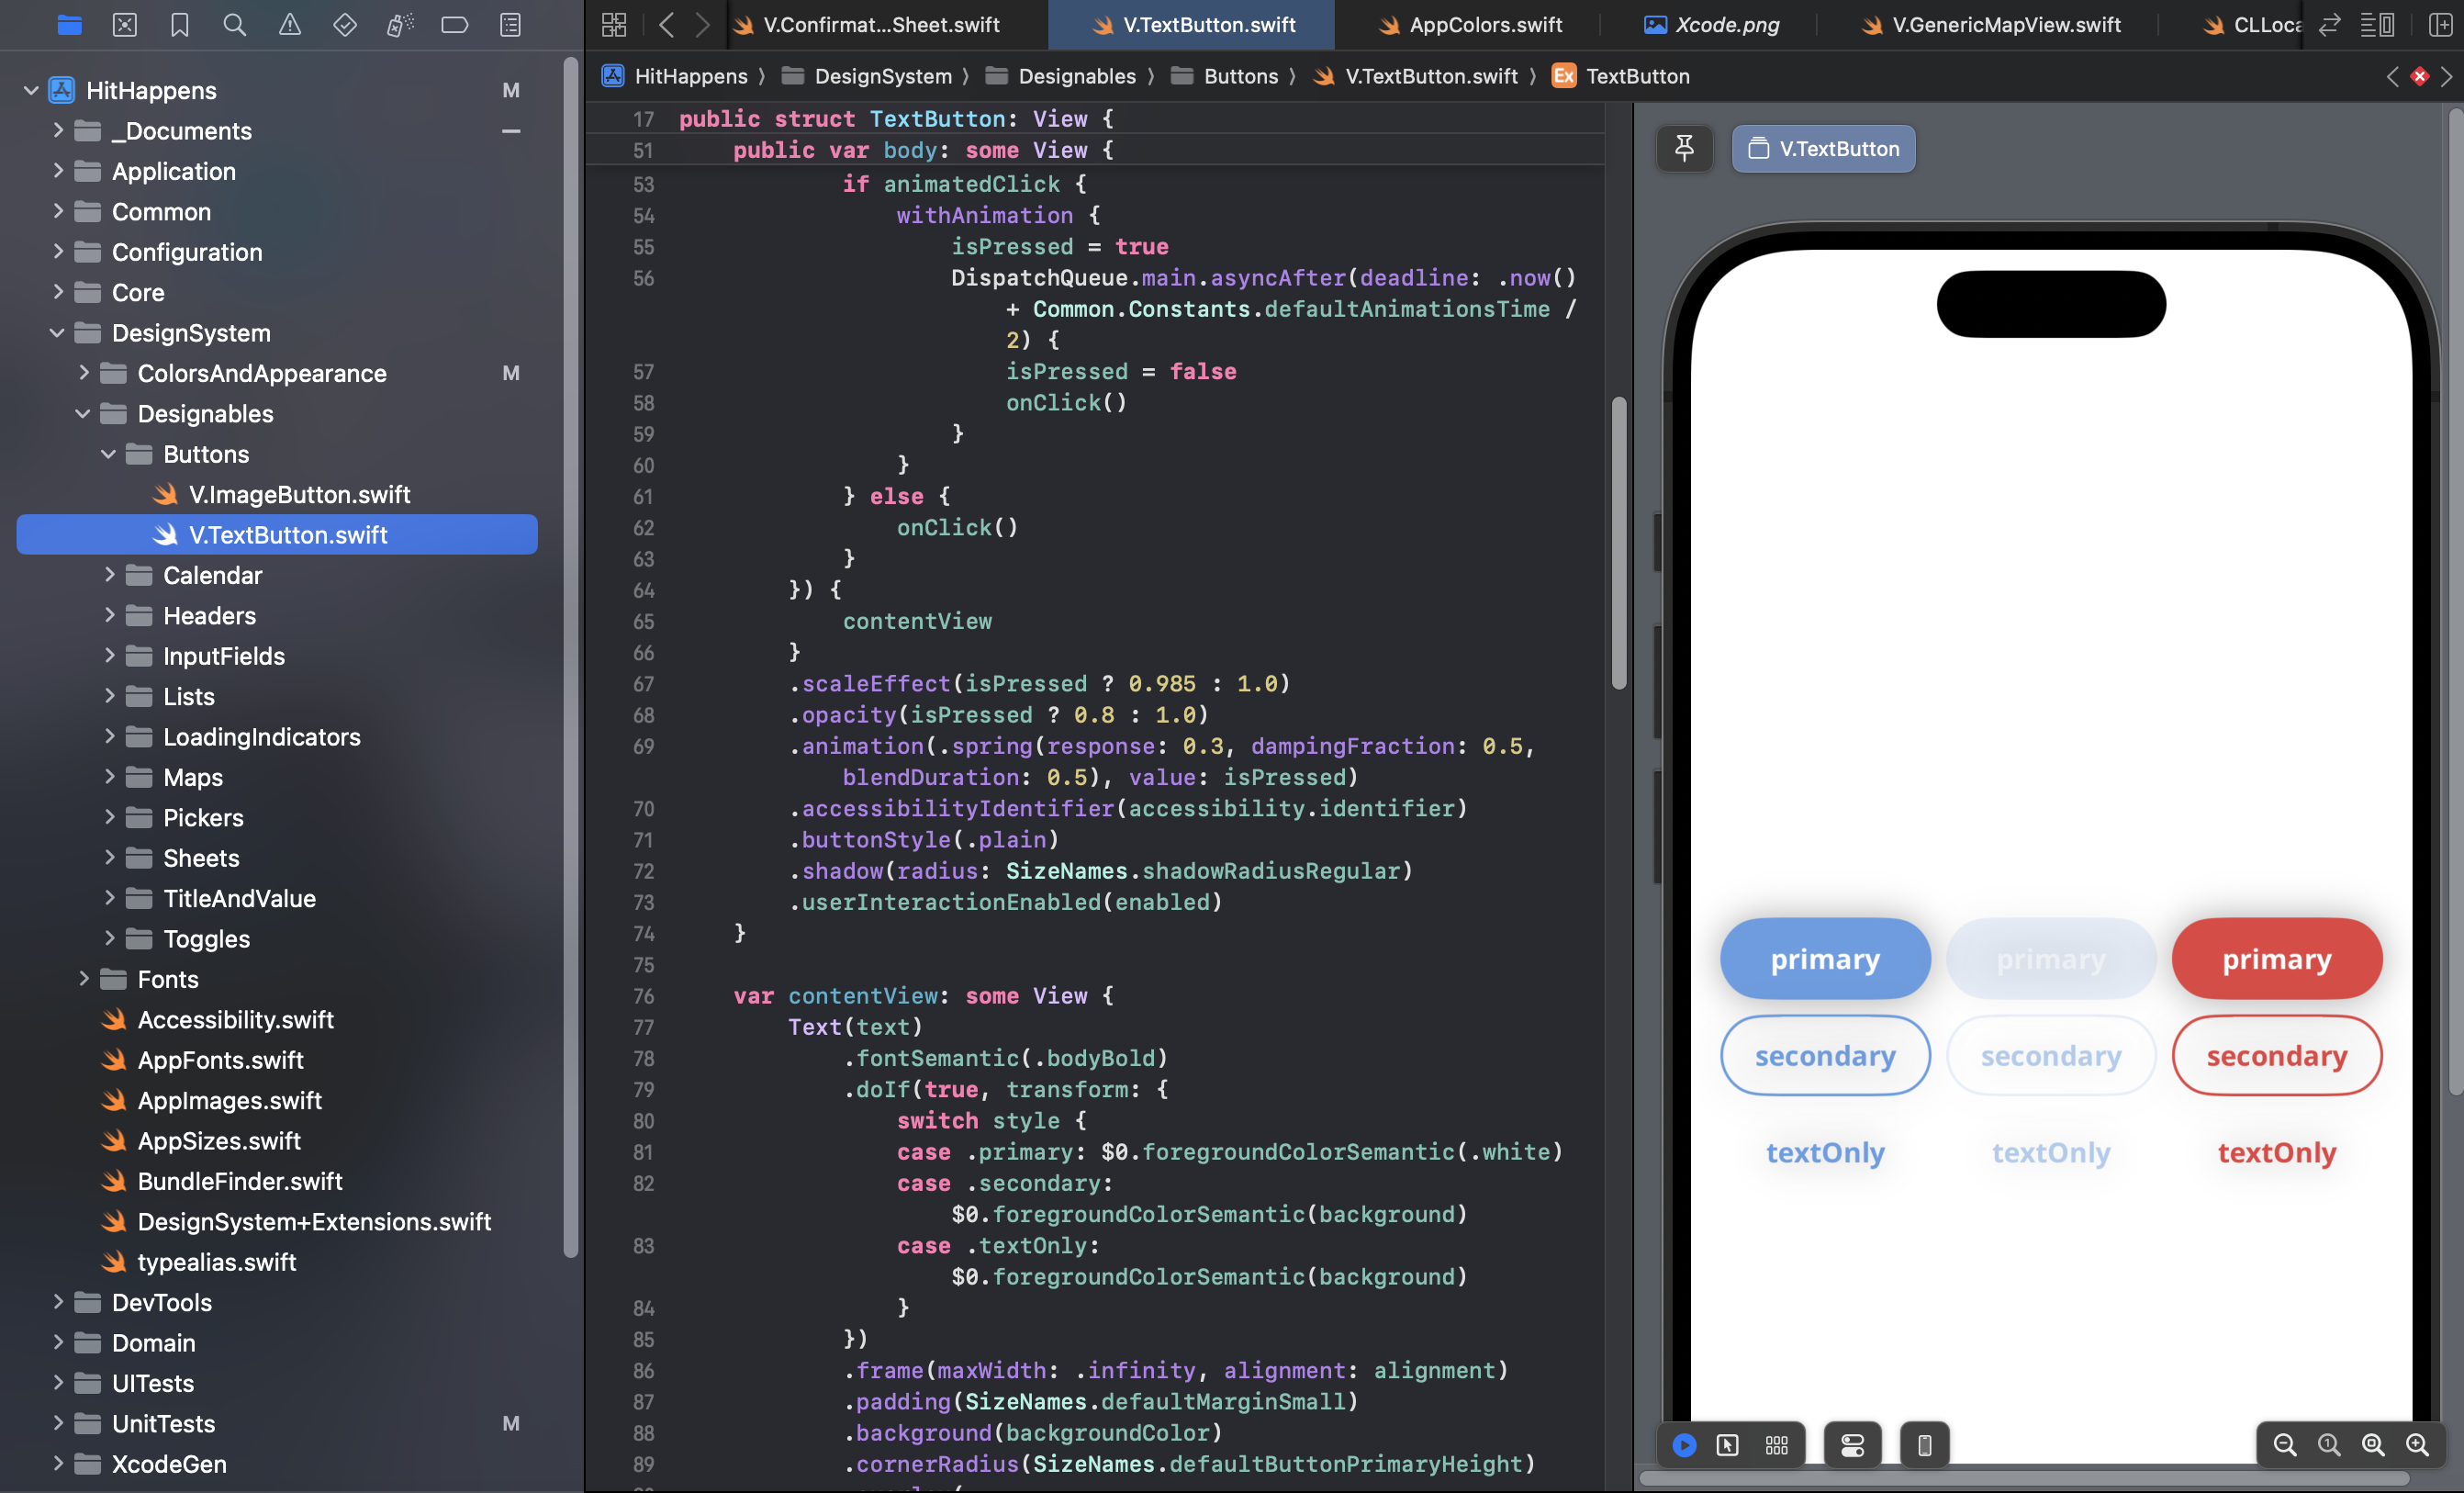 HitHappens M
_Documents
Application
Common
Configuration
Core
DesignSystem
ColorsAndAppearance M
Designables
Buttons
V.ImageButton.swift
V.TextButton.swift
Calendar
Headers
InputFields
Lists
LoadingIndicators
Maps
Pickers
Sheets
TitleAndValue
Toggles
Fonts
Accessibility.swift
AppFonts.swift
AppImages.swift
AppSizes.swift
BundleFinder.swift
DesignSystem+Extensions.swift
typealias.swift
DevTools
Domain
UITests
UnitTests M
XcodeGen
V.Confirmat...Sheet.swift V.TextButton.swift AppColors.swift Xcode.png V.GenericMapView.swift CLLoca
HitHappens ⟩ DesignSystem ⟩ Designables ⟩ Buttons ⟩ V.TextButton.swift ⟩ Ex TextButton
17 public struct TextButton: View {
51 public var body: some View {
53 if animatedClick {
54 withAnimation {
55 isPressed = true
56 DispatchQueue.main.asyncAfter(deadline: .now()
+ Common.Constants.defaultAnimationsTime /
2) {
57 isPressed = false
58 onClick()
59 }
60 }
61 } else {
62 onClick()
63 }
64 }) {
65 contentView
66 }
67 .scaleEffect(isPressed ? 0.985 : 1.0)
68 .opacity(isPressed ? 0.8 : 1.0)
69 .animation(.spring(response: 0.3, dampingFraction: 0.5,
blendDuration: 0.5), value: isPressed)
70 .accessibilityIdentifier(accessibility.identifier)
71 .buttonStyle(.plain)
72 .shadow(radius: SizeNames.shadowRadiusRegular)
73 .userInteractionEnabled(enabled)
74 }
75
76 var contentView: some View {
77 Text(text)
78 .fontSemantic(.bodyBold)
79 .doIf(true, transform: {
80 switch style {
81 case .primary: $0.foregroundColorSemantic(.white)
82 case .secondary:
$0.foregroundColorSemantic(background)
83 case .textOnly:
$0.foregroundColorSemantic(background)
84 }
85 })
86 .frame(maxWidth: .infinity, alignment: alignment)
87 .padding(SizeNames.defaultMarginSmall)
88 .background(backgroundColor)
89 .cornerRadius(SizeNames.defaultButtonPrimaryHeight)
V.TextButton
primary primary primary
secondary secondary secondary
textOnly textOnly textOnly